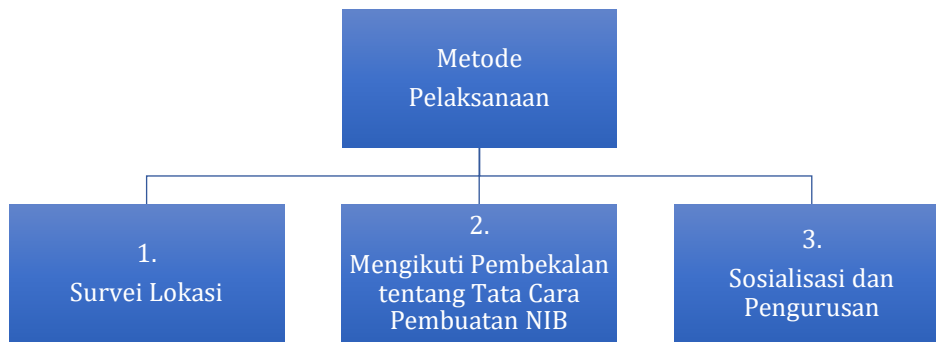 Metode
Pelaksanaan
1.
Survei Lokasi
2.
Mengikuti Pembekalan
tentang Tata Cara
Pembuatan NIB
3.
Sosialisasi dan
Pengurusan